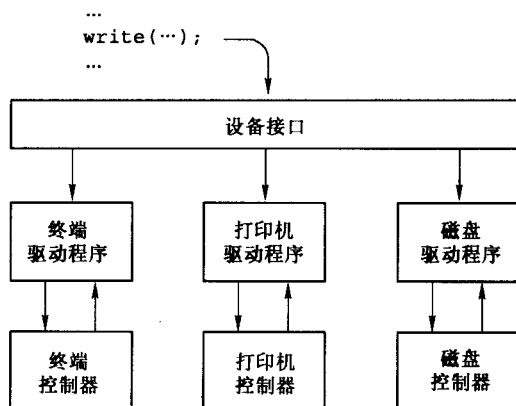 …
write(…);
…
设备接口
终端
驱动程序
打印机
驱动程序
磁盘
驱动程序
终端
控制器
打印机
控制器
磁盘
控制器